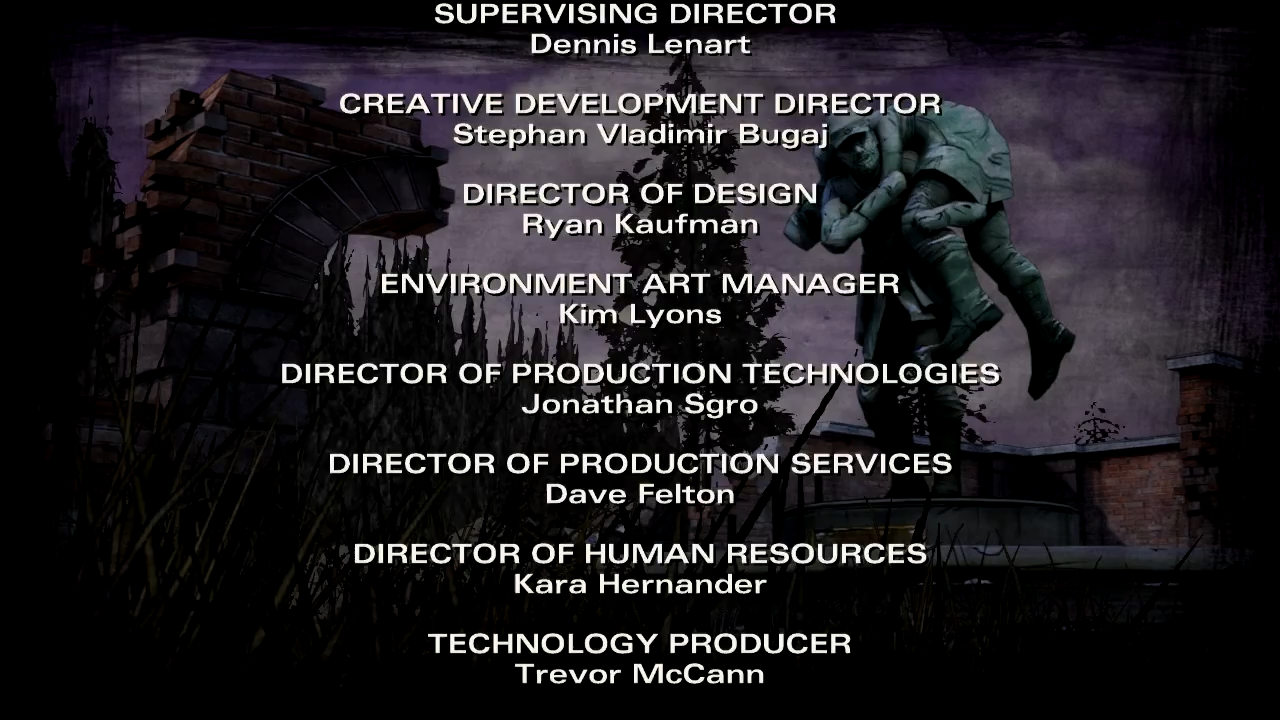 SUPERVISING DIRECTOR
Dennis Lenart
CREATIVE DEVELOPMENT DIRECTOR
Stephan Vladimir Bugaj
DIRECTOR OF DESIGN
Ryan Kaufman
ENVIRONMENT ART MANAGER
Kim Lyons
DIRECTOR OF PRODUCTION TECHNOLOGIES
Jonathan Sgro
DIRECTOR OF PRODUCTION SERVICES
Dave Felton
DIRECTOR OF HUMAN RESOURCES
Kara Hernander
TECHNOLOGY PRODUCER
Trevor McCann